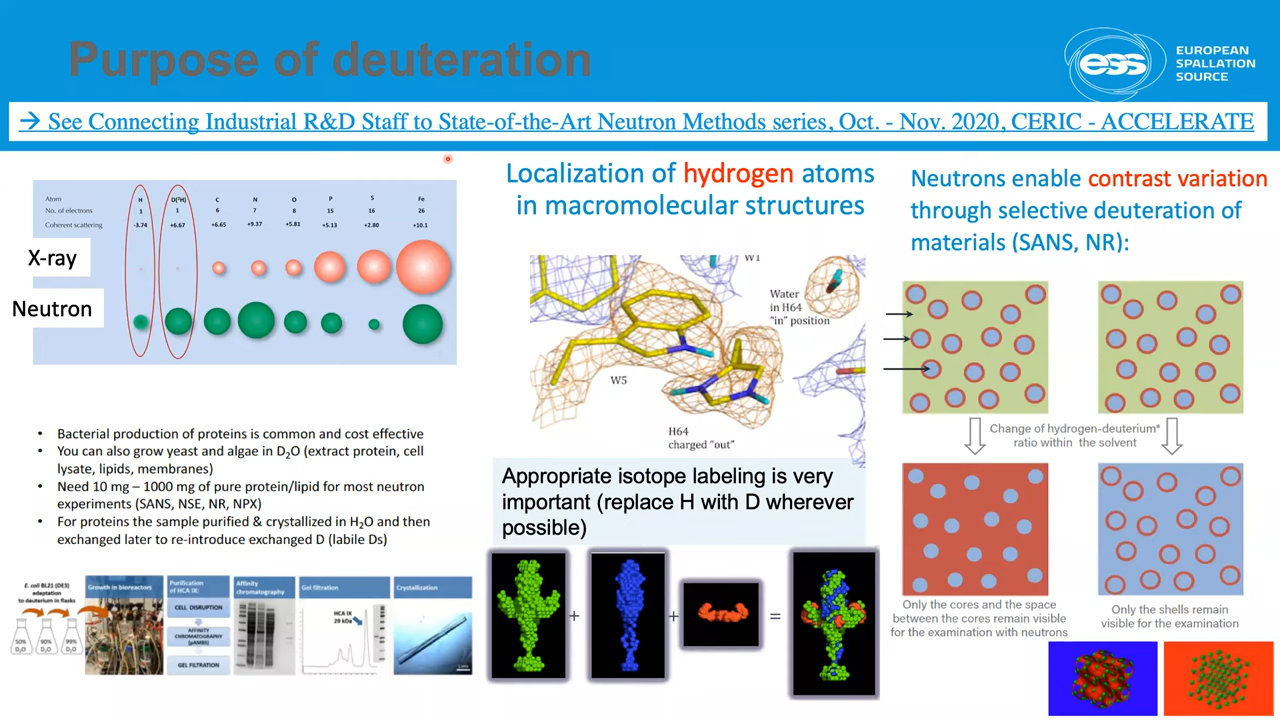 Purpose of deuteration
ess
EUROPEAN
SPALLATION
SOURCE
→ See Connecting Industrial R&D Staff to State-of-the-Art Neutron Methods series, Oct. - Nov. 2020, CERIC - ACCELERATE
Atom H D(²H) C N O P S Fe
No. of electrons 1 1 6 7 8 15 16 26
Coherent scattering -3.74 +6.67 +6.65 +9.37 +5.81 +5.13 +2.80 +10.1
X-ray
Neutron
• Bacterial production of proteins is common and cost effective
• You can also grow yeast and algae in D₂O (extract protein, cell
lysate, lipids, membranes)
• Need 10 mg – 1000 mg of pure protein/lipid for most neutron
experiments (SANS, NSE, NR, NPX)
• For proteins the sample purified & crystallized in H₂O and then
exchanged later to re-introduce exchanged D (labile Ds)
E. coli BL21 (DE3)
adaptation
to deuterium in flasks
50%
D₂O
90%
D₂O
99%
D₂O
Growth in bioreactors
Purification
of HCA IX:
CELL DISRUPTION
AFFINITY
CHROMATOGRAPHY
(pAMBS)
GEL FILTRATION
Affinity
chromatography
Gel filtration
HCA IX
29 kDa
Crystallization
Localization of hydrogen atoms
in macromolecular structures
W1
Water
in H64
"in" position
W5
H64
charged "out"
Appropriate isotope labeling is very
important (replace H with D wherever
possible)
+ + =
Neutrons enable contrast variation
through selective deuteration of
materials (SANS, NR):
Change of hydrogen-deuterium*
ratio within the solvent
Only the cores and the space
between the cores remain visible
for the examination with neutrons
Only the shells remain
visible for the examination